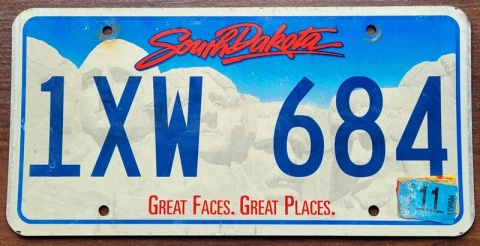 South Dakota
1XW 684
GREAT FACES. GREAT PLACES.
11